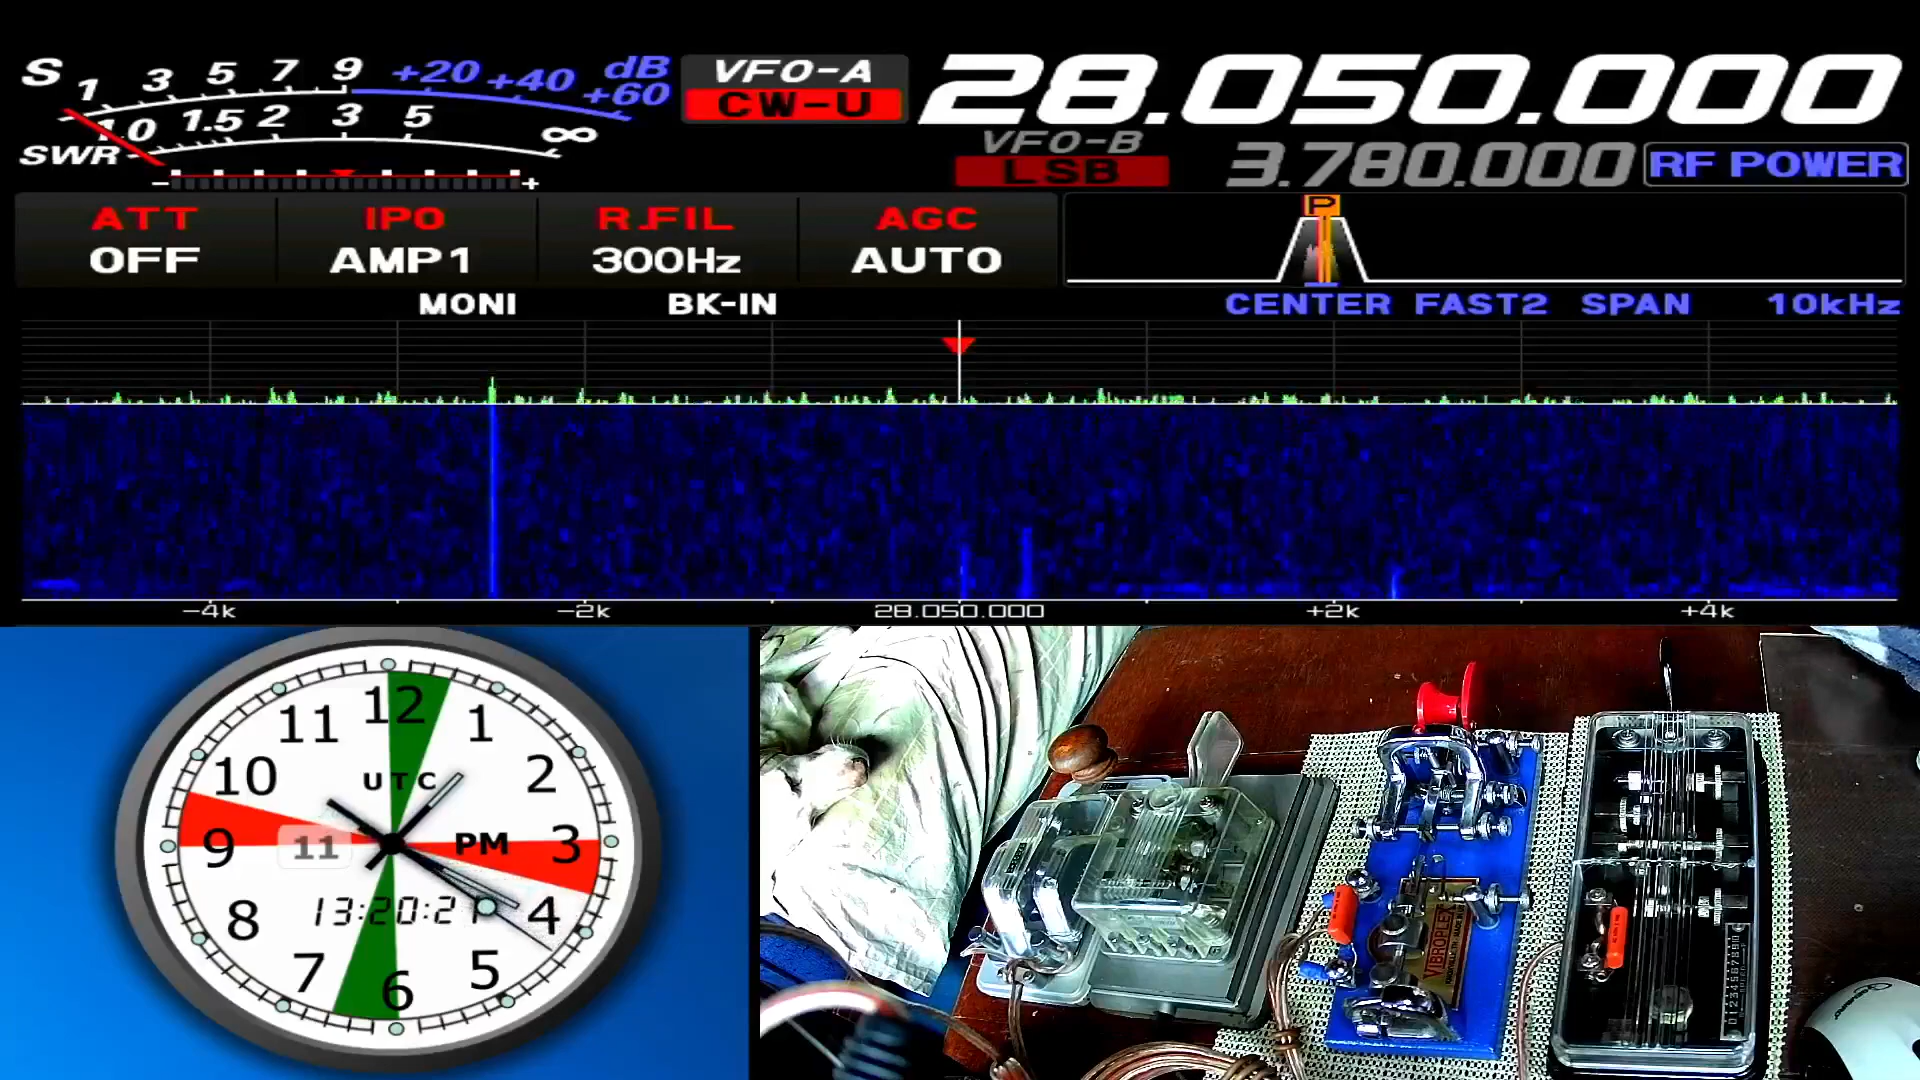 S 1 3 5 7 9 +20 +40 +60 dB
SWR 1.0 1.5 2 3 5 ∞
− +
VFO-A
CW-U
28.050.000
VFO-B
LSB
3.780.000
RF POWER
ATT IPO R.FIL AGC
OFF AMP1 300Hz AUTO
P
MONI BK-IN
CENTER FAST2 SPAN 10kHz
-4k -2k 28.050.000 +2k +4k
12
11 1
10 2
UTC
9 11 PM 3
13:20:21
8 4
7 5
6
VIBROPLEX